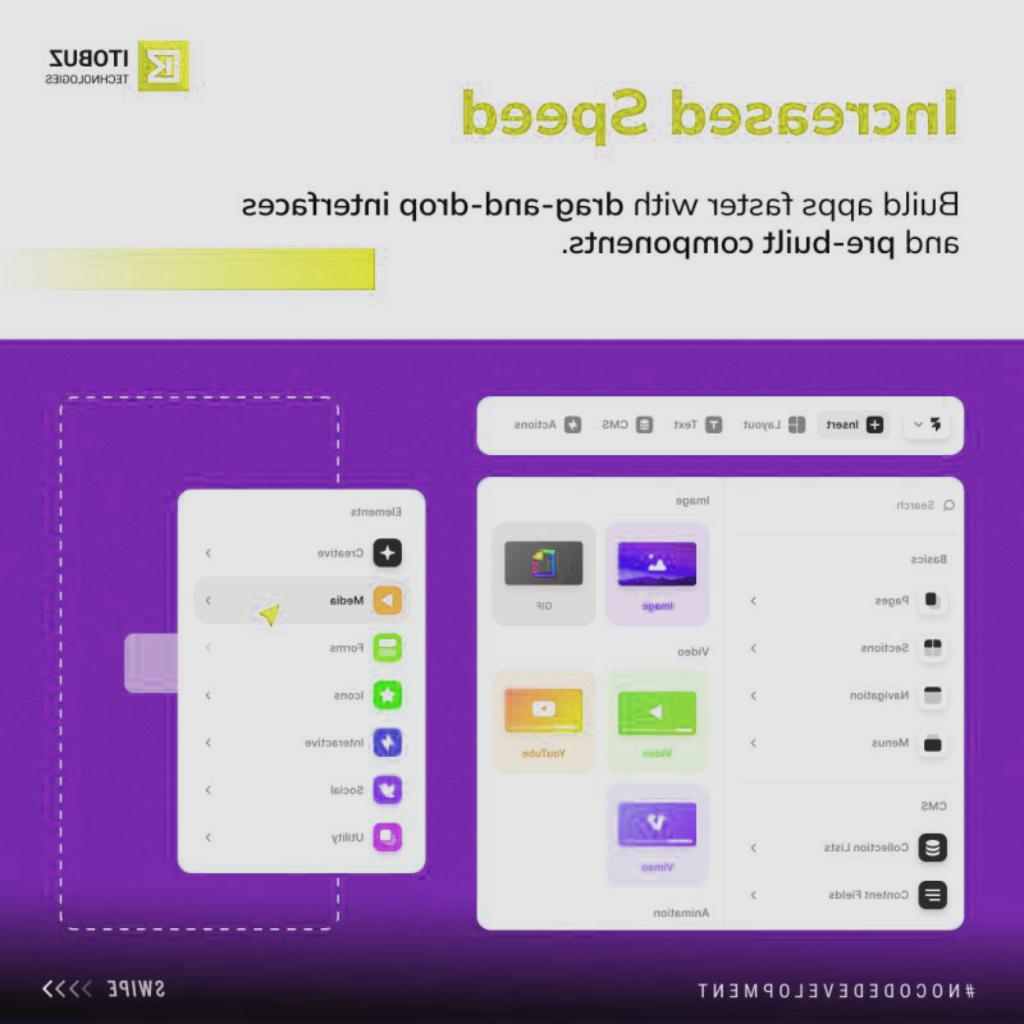 ITOBUZ
TECHNOLOGIES
Increased Speed
Build apps faster with drag-and-drop interfaces
and pre-built components.
Insert
Layout
Text
CMS
Actions
Search
Basics
Pages
Sections
Navigation
Menus
CMS
Collection Lists
Content Fields
Image
Image
GIF
Video
Video
YouTube
Vimeo
Animation
Elements
Creative
Media
Forms
Icons
Interactive
Social
Utility
#NOCODEDEVELOPMENT
SWIPE